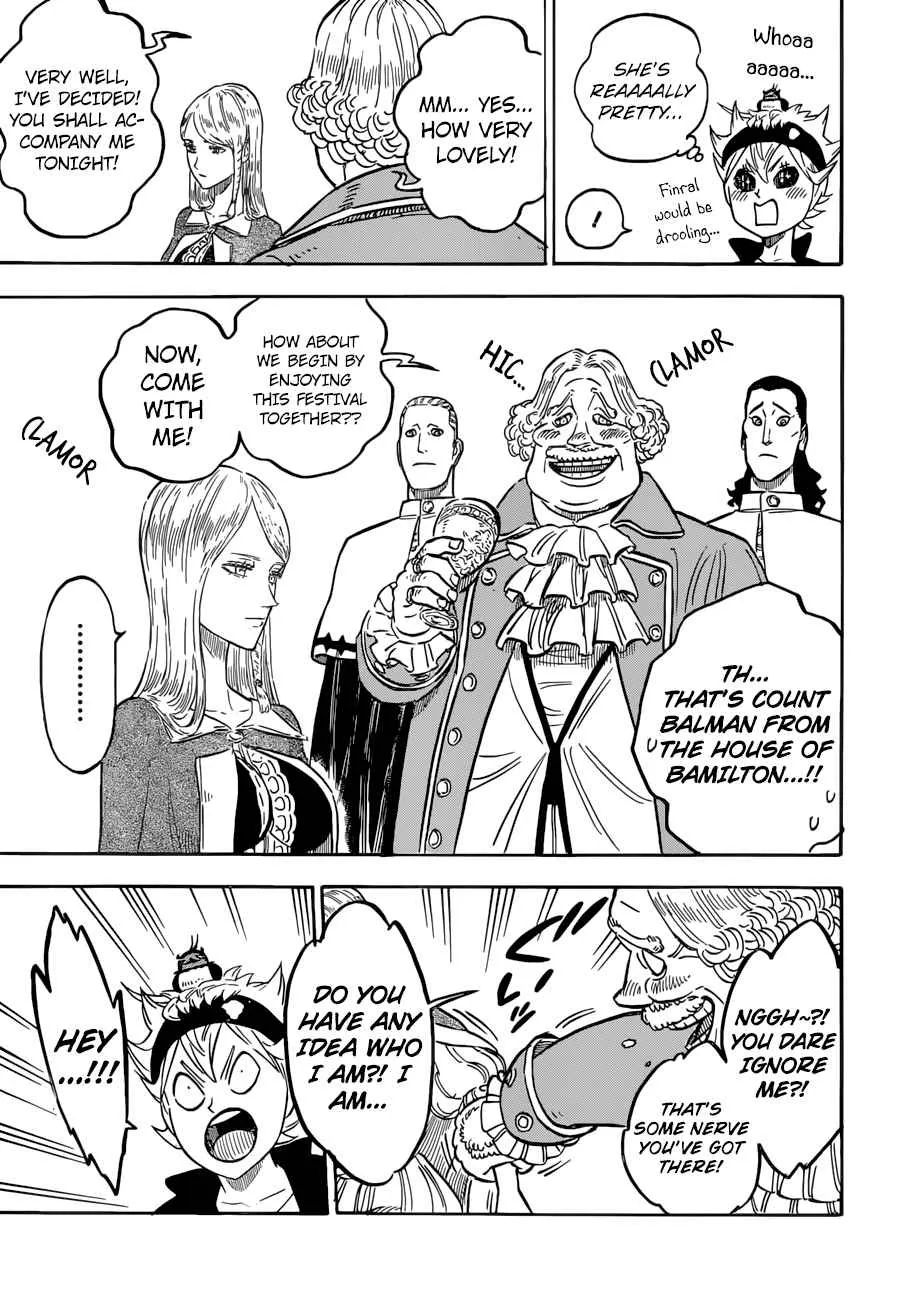 Whoaa
aaaaa...
SHE'S
REAAAALLY
PRETTY...
!
Finral
would be
drooling...
MM... YES...
HOW VERY
LOVELY!
VERY WELL,
I'VE DECIDED!
YOU SHALL AC-
COMPANY ME
TONIGHT!
CLAMOR
HIC...
HOW ABOUT
WE BEGIN BY
ENJOYING
THIS FESTIVAL
TOGETHER??
NOW,
COME
WITH
ME!
CLAMOR
TH...
THAT'S COUNT
BALMAN FROM
THE HOUSE OF
BAMILTON...!!
.........
NGGH~?!
YOU DARE
IGNORE
ME?!
THAT'S
SOME NERVE
YOU'VE GOT
THERE!
DO YOU
HAVE ANY
IDEA WHO
I AM?! I
AM...
HEY
...!!!